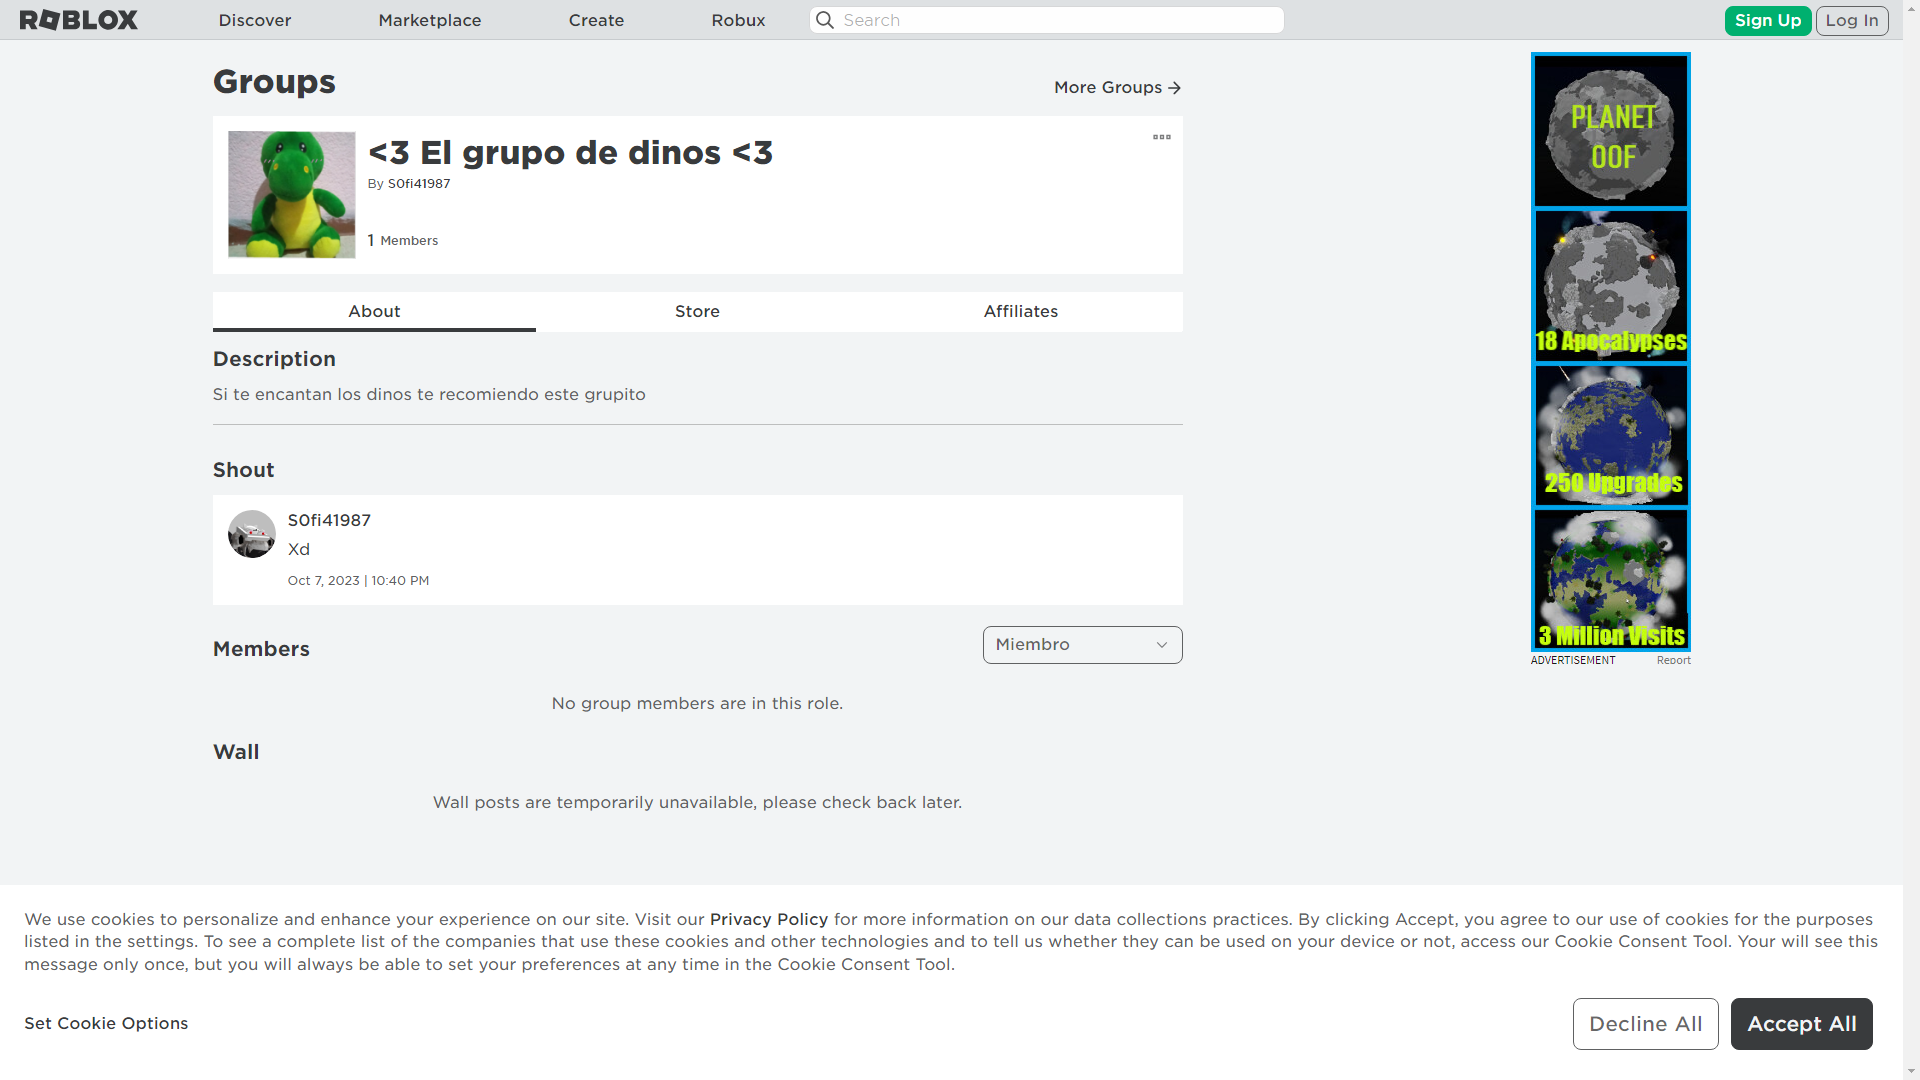 ROBLOX
Discover
Marketplace
Create
Robux
Search
Sign Up
Log In
Groups
More Groups
<3 El grupo de dinos <3
By S0fi41987
1 Members
About
Store
Affiliates
Description
Si te encantan los dinos te recomiendo este grupito
Shout
S0fi41987
Xd
Oct 7, 2023 | 10:40 PM
Members
Miembro
No group members are in this role.
Wall
Wall posts are temporarily unavailable, please check back later.
PLANET
OOF
18 Apocalypses
250 Upgrades
3 Million Visits
ADVERTISEMENT
Report
We use cookies to personalize and enhance your experience on our site. Visit our Privacy Policy for more information on our data collections practices. By clicking Accept, you agree to our use of cookies for the purposes
listed in the settings. To see a complete list of the companies that use these cookies and other technologies and to tell us whether they can be used on your device or not, access our Cookie Consent Tool. Your will see this
message only once, but you will always be able to set your preferences at any time in the Cookie Consent Tool.
Set Cookie Options
Decline All
Accept All